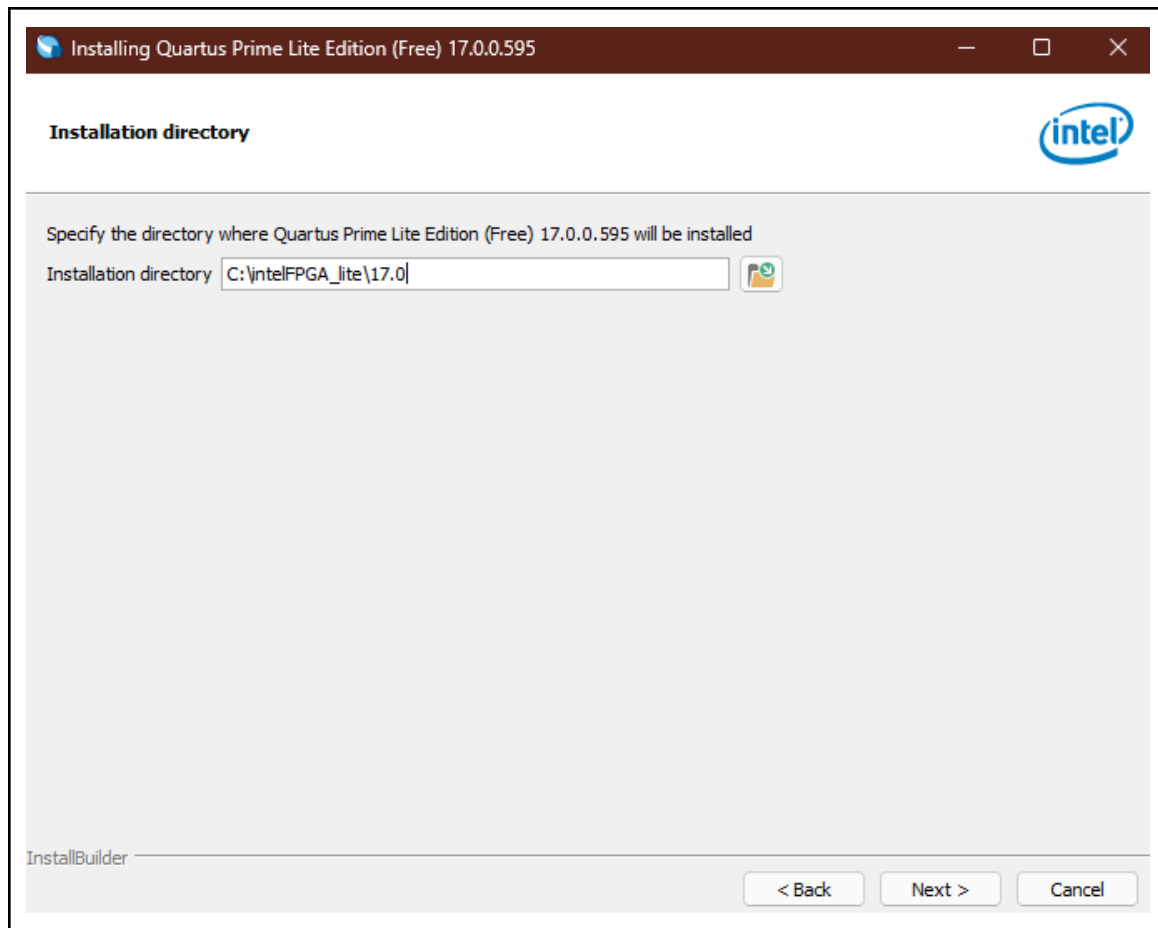 Installing Quartus Prime Lite Edition (Free) 17.0.0.595
Installation directory
intel
Specify the directory where Quartus Prime Lite Edition (Free) 17.0.0.595 will be installed
Installation directory C:\intelFPGA_lite\17.0
InstallBuilder
< Back Next > Cancel